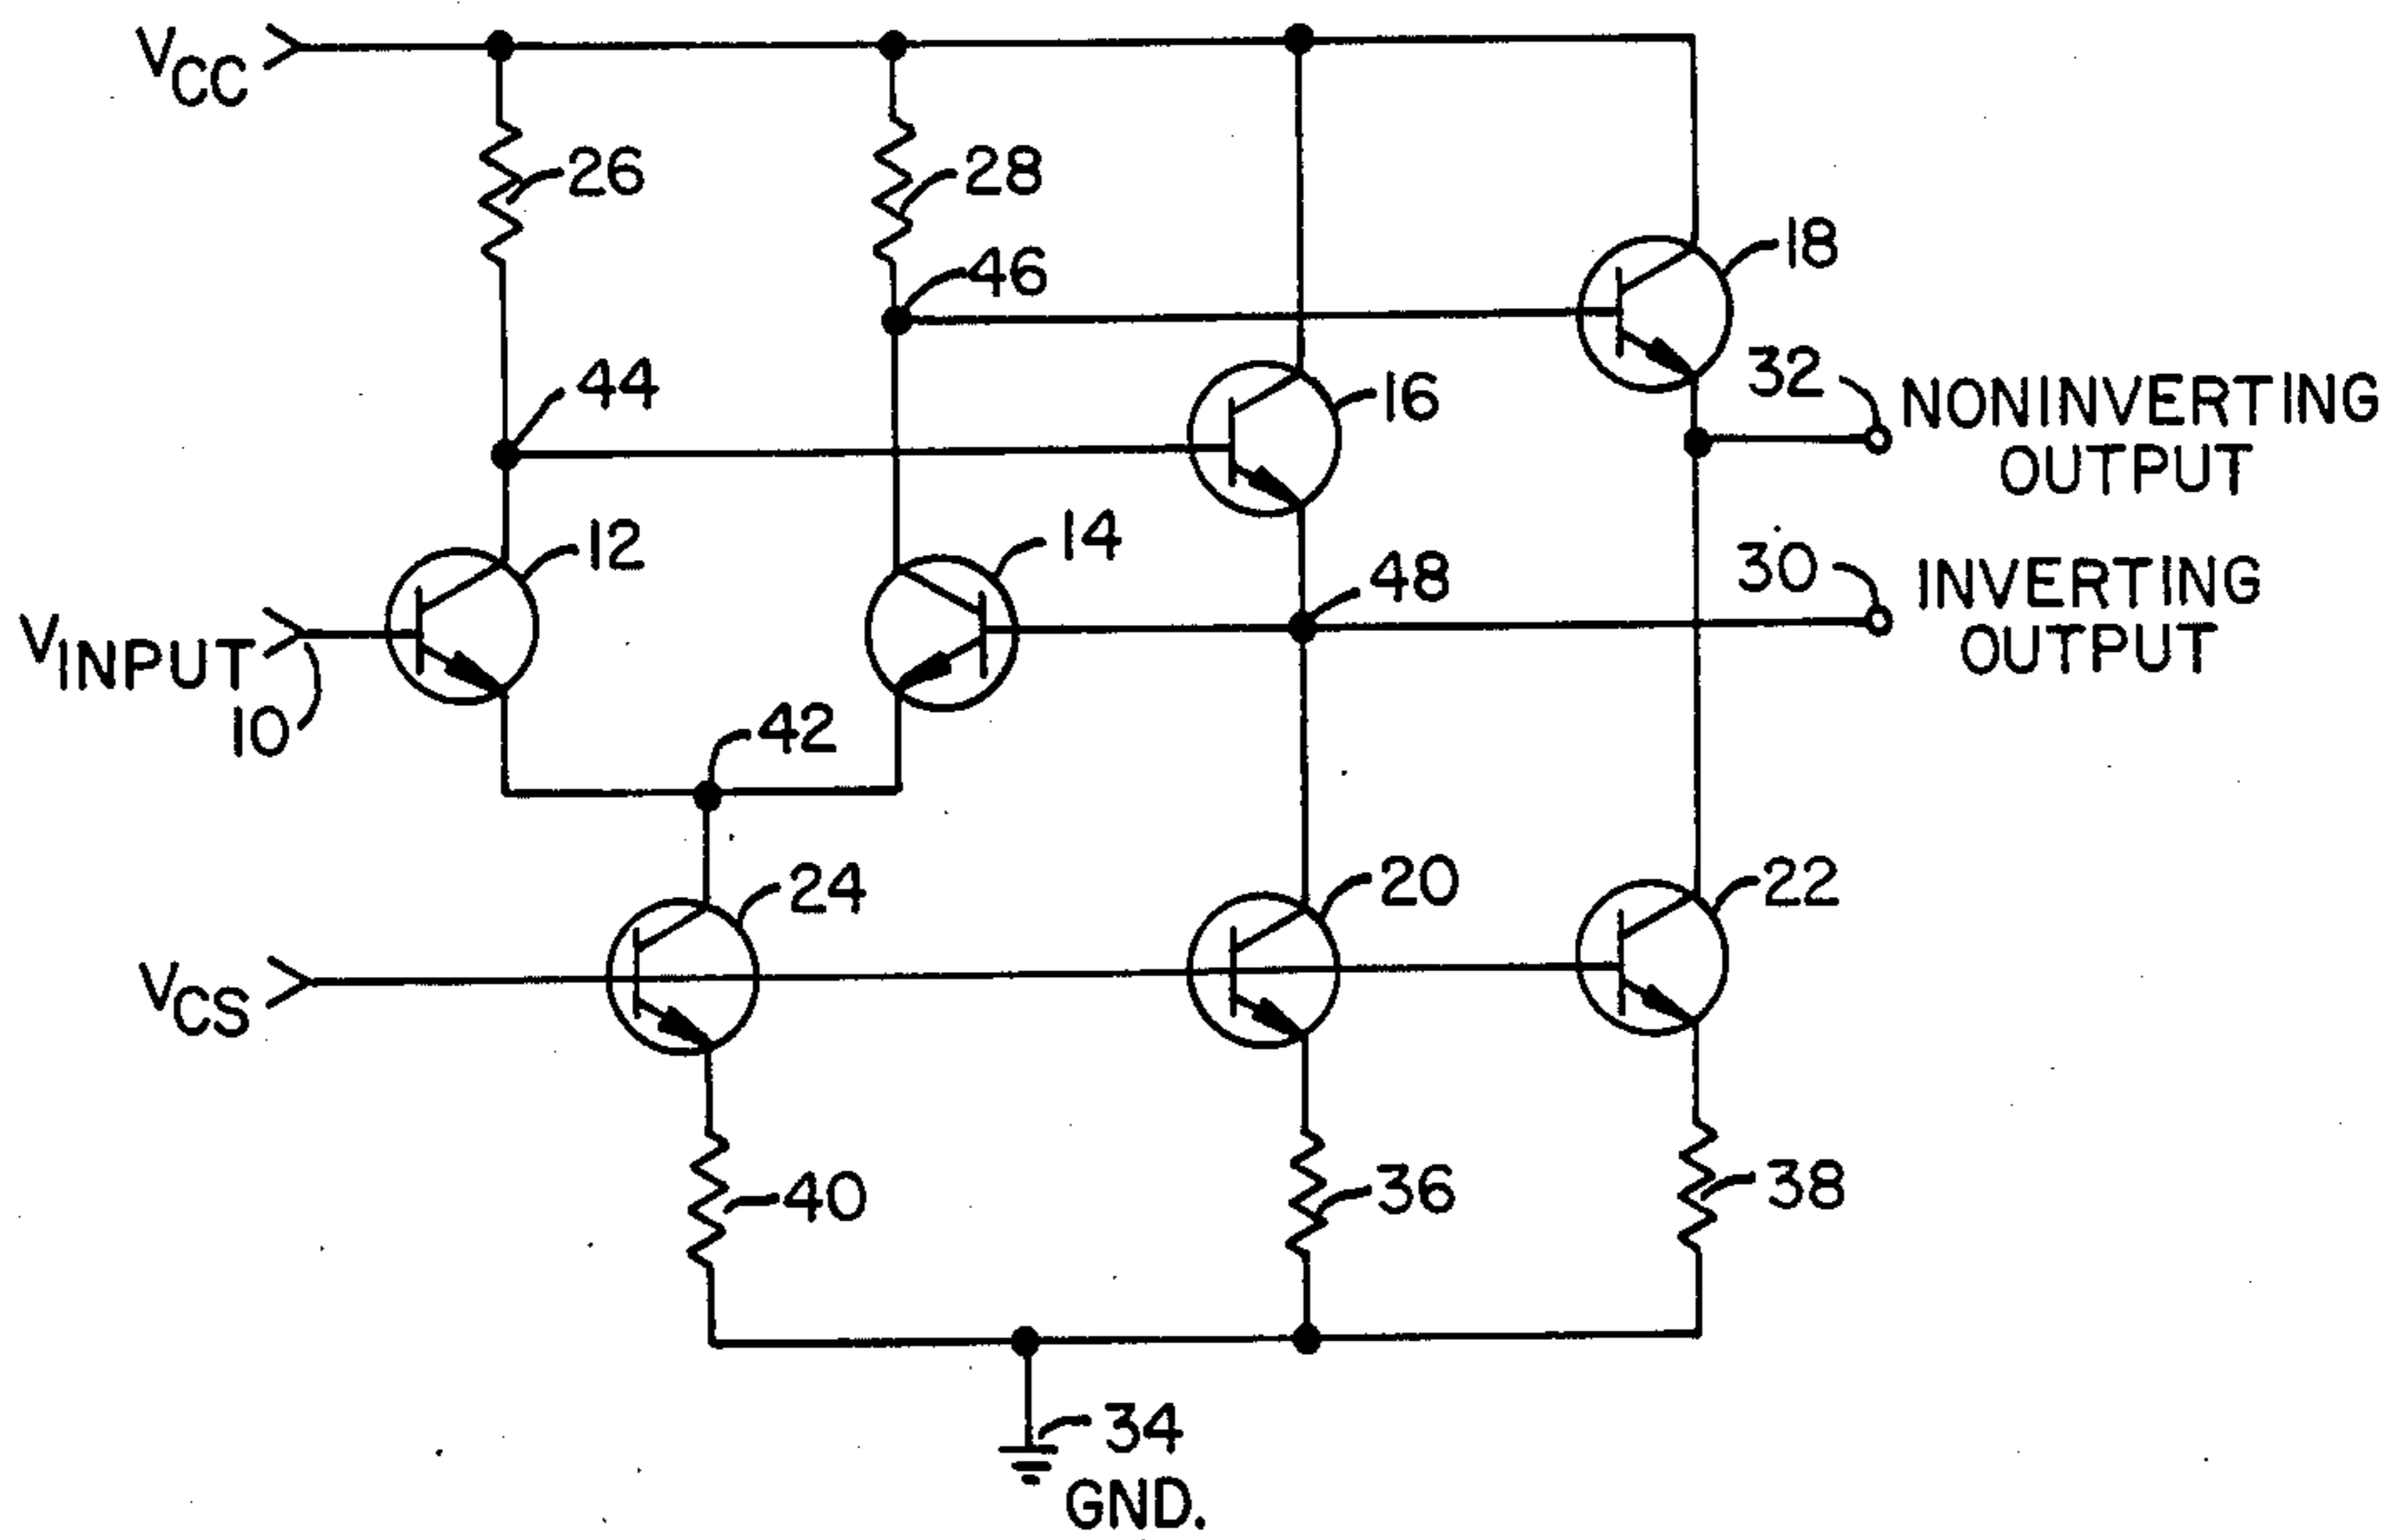 VCC
26
28
18
46
44
32
NONINVERTING
OUTPUT
16
12
14
48
30
INVERTING
OUTPUT
VINPUT
10
42
24
20
22
VCS
40
36
38
34
GND.